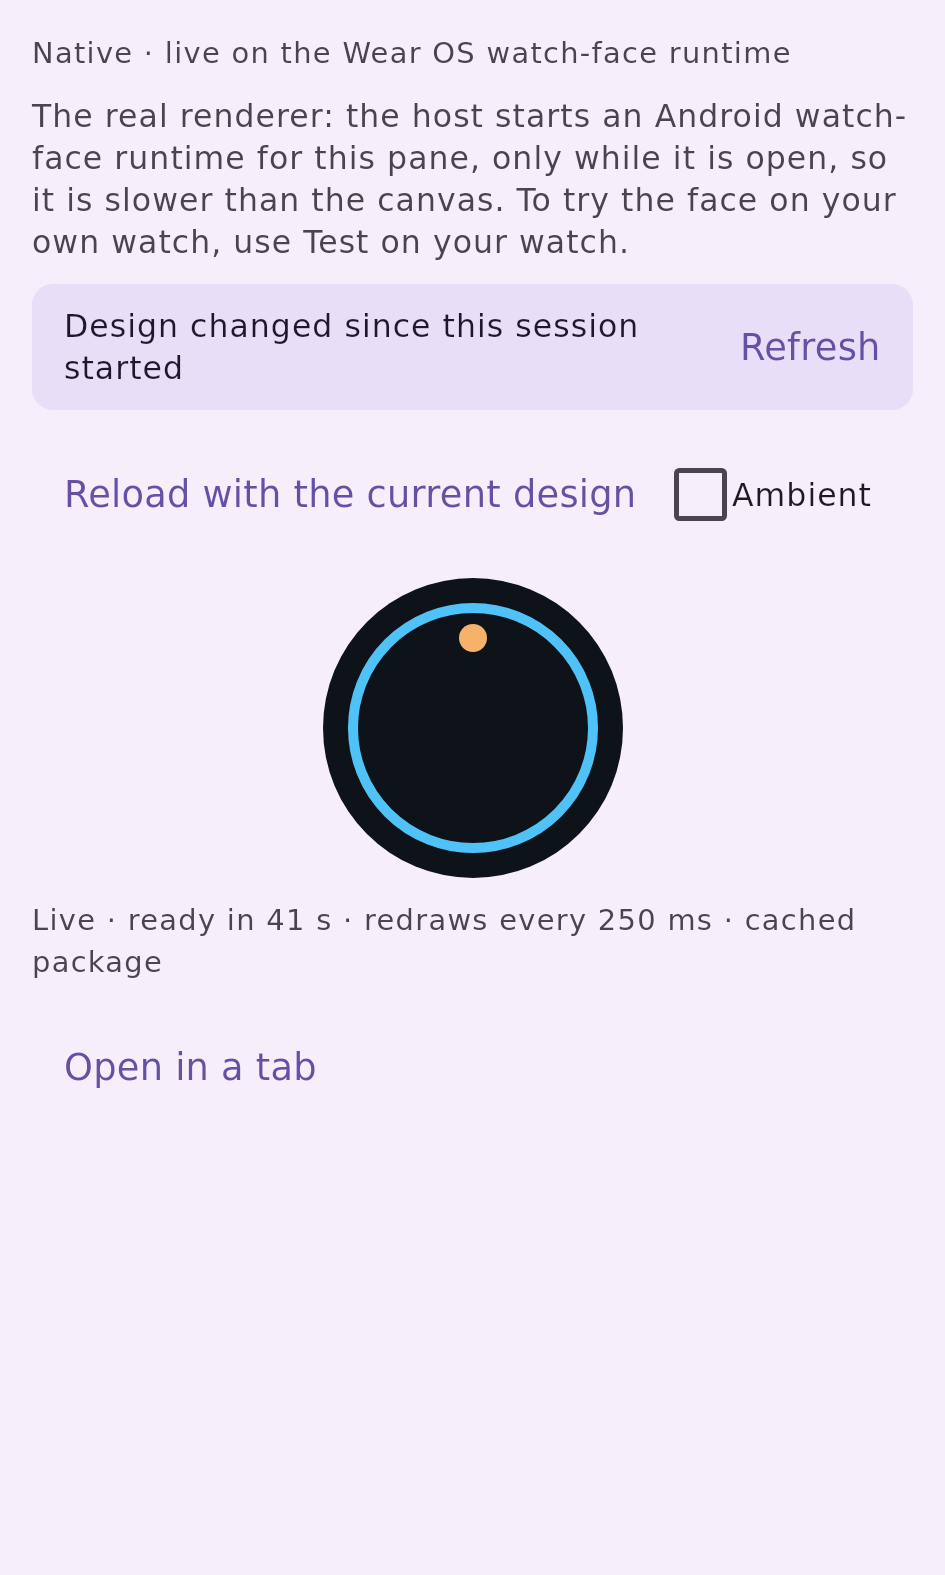 Native · live on the Wear OS watch-face runtime
The real renderer: the host starts an Android watch-
face runtime for this pane, only while it is open, so
it is slower than the canvas. To try the face on your
own watch, use Test on your watch.
Design changed since this session
started
Refresh
Reload with the current design
Ambient
Live · ready in 41 s · redraws every 250 ms · cached
package
Open in a tab